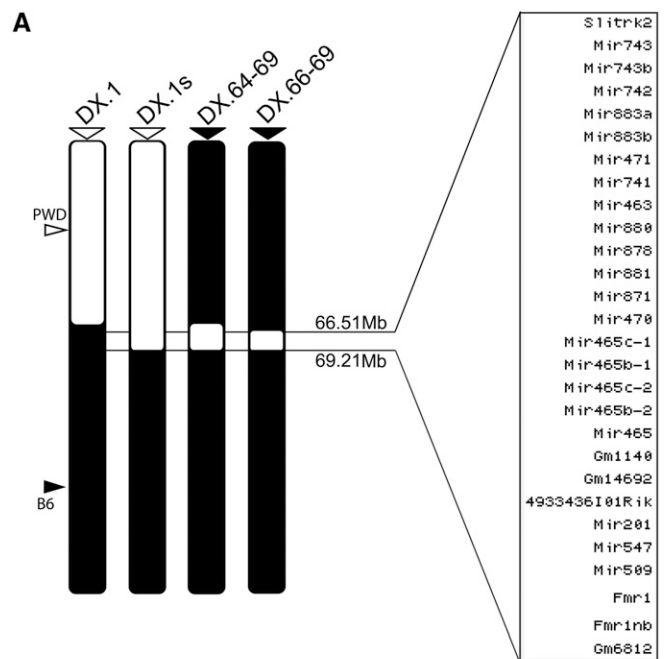 A
DX.1
DX.1s
DX.64-69
DX.66-69
PWD
B6
66.51Mb
69.21Mb
Slitrk2
Mir743
Mir743b
Mir742
Mir883a
Mir883b
Mir471
Mir741
Mir463
Mir880
Mir878
Mir881
Mir871
Mir470
Mir465c-1
Mir465b-1
Mir465c-2
Mir465b-2
Mir465
Gm1140
Gm14692
4933436I01Rik
Mir201
Mir547
Mir509
Fmr1
Fmr1nb
Gm6812